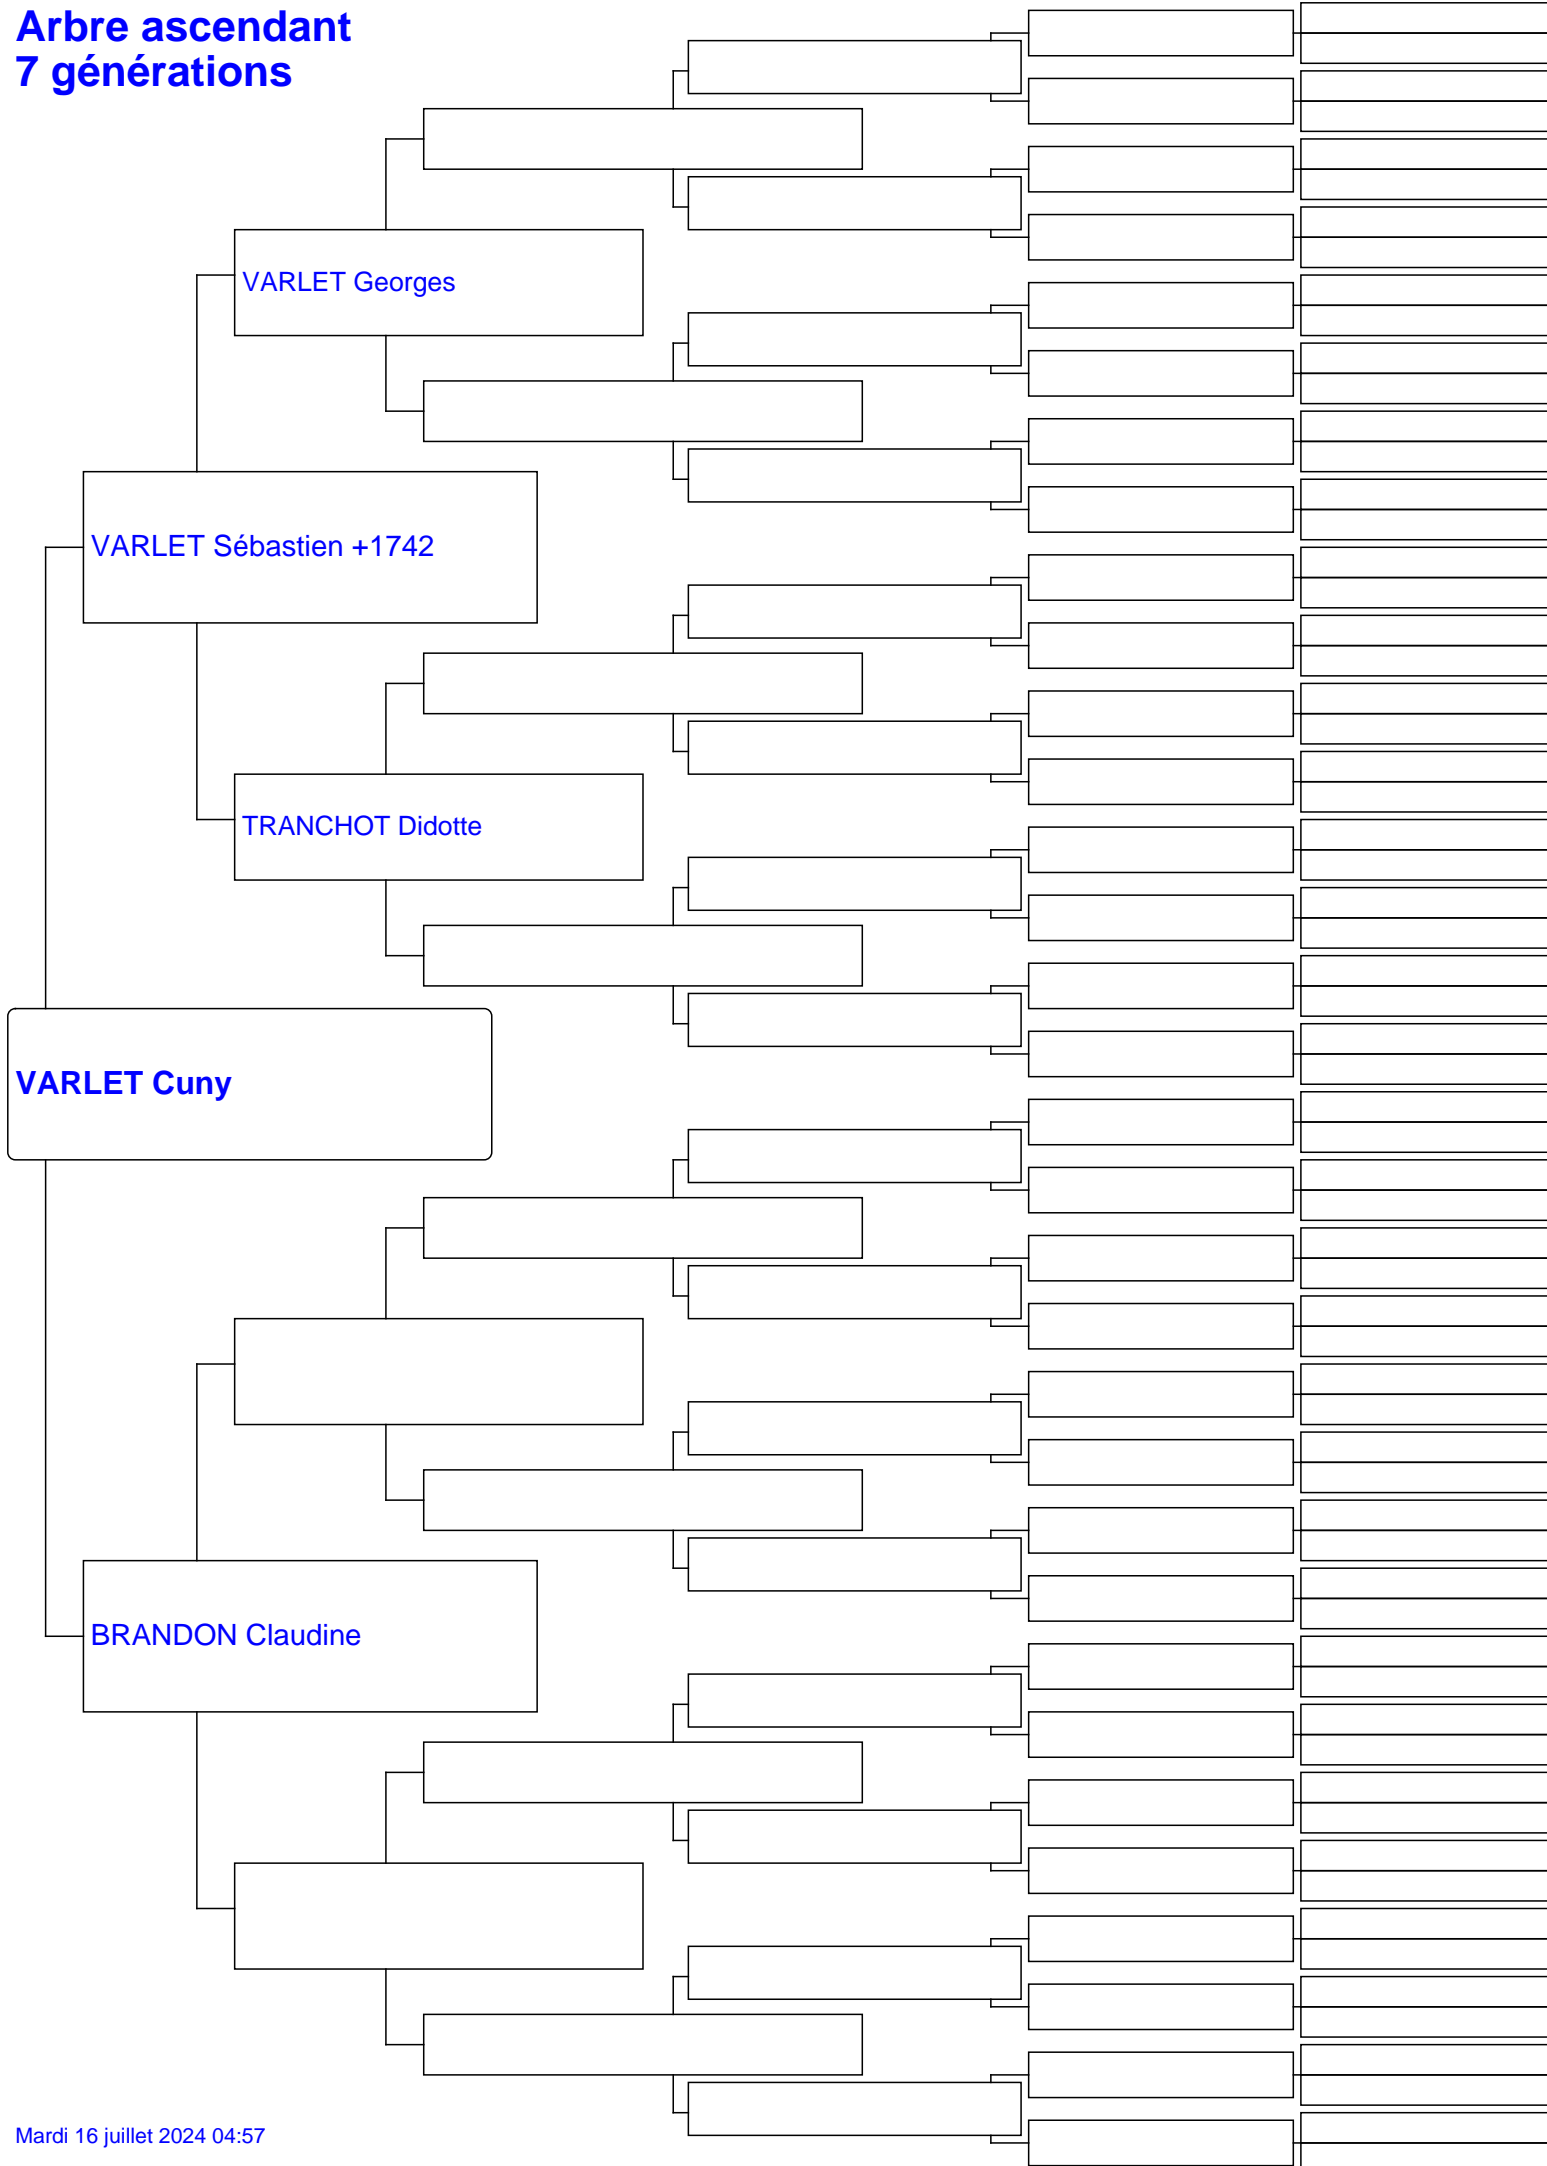 Arbre ascendant
7 générations
VARLET Georges
VARLET Sébastien +1742
TRANCHOT Didotte
VARLET Cuny
BRANDON Claudine
Mardi 16 juillet 2024 04:57